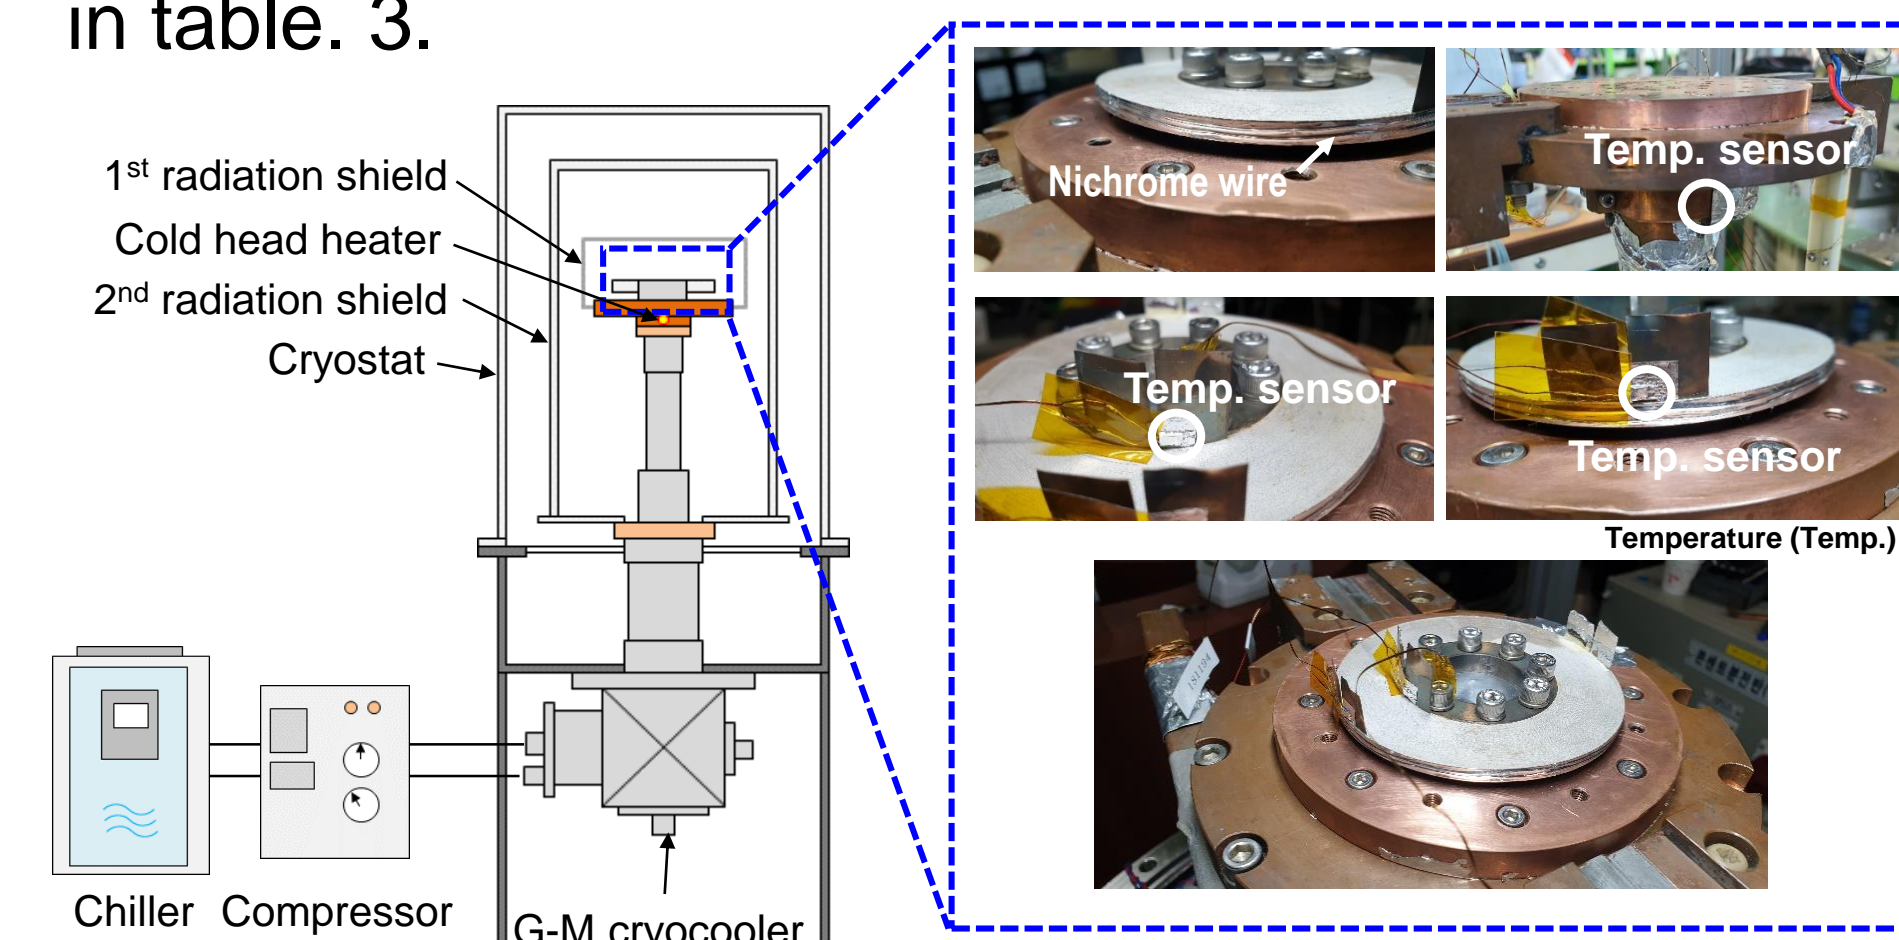 in table. 3.
1st radiation shield
Cold head heater
2nd radiation shield
Cryostat
Chiller
Compressor
G-M cryocooler
Nichrome wire
Temp. sensor
Temp. sensor
Temp. sensor
Temperature (Temp.)